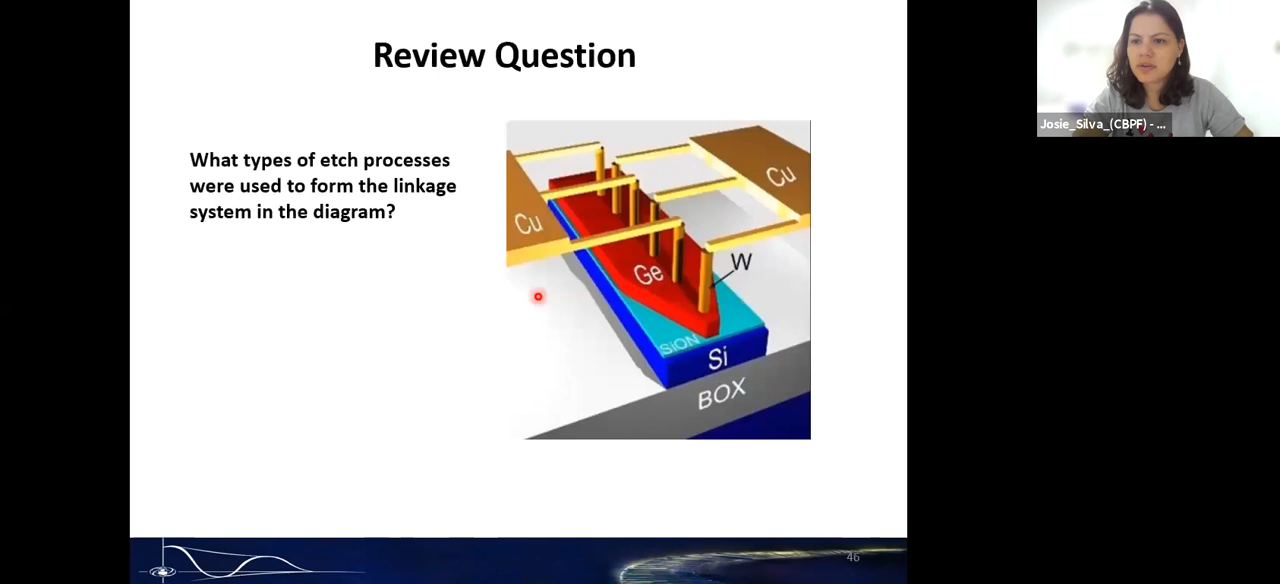 Review Question
What types of etch processes
were used to form the linkage
system in the diagram?
Cu
Cu
Ge
W
SiON
Si
BOX
46
Josie_Silva_(CBPF) - ...